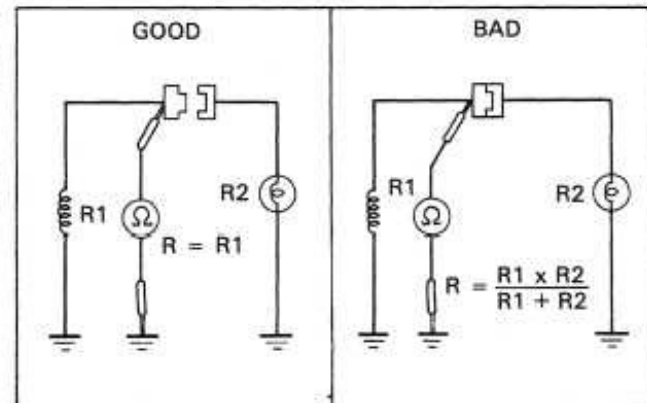 GOOD
R1
Ω
R2
R = R1
BAD
R1
Ω
R2
R = R1 x R2
R1 + R2